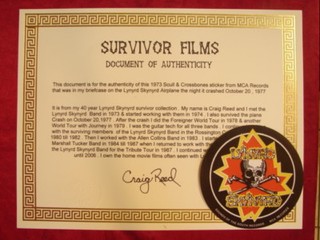 SURVIVOR FILMS
DOCUMENT OF AUTHENTICITY
This document is for the authenticity of this 1973 Scull & Crossbones sticker from MCA Records
that was in my briefcase on the Lynyrd Skynyrd Airplane the night it crashed October 20 , 1977
It is from my 40 year Lynyrd Skynyrd survivor collection . My name is Craig Reed and I met the
Lynyrd Skynyrd Band in 1973 & started working with them in 1974 . I also survived the plane
Crash on October 20,1977 . After the crash I did the Foreigner World Tour in 1978 & another
World Tour with Journey in 1979 . I was the guitar tech for all three bands . I
with the surviving members of the Lynyrd Skynyrd Band in the Rossington
1980 til 1982 . Then I worked with the Allen Collins Band in 1983 . I
Marshall Tucker Band in 1984 till 1987 when I returned to work with
the Lynyrd Skynyrd Band for the Tribute Tour in 1987 . I continued
until 2006 . I own the home movie films often seen with
Craig Reed
LYNYRD
SKYNYRD